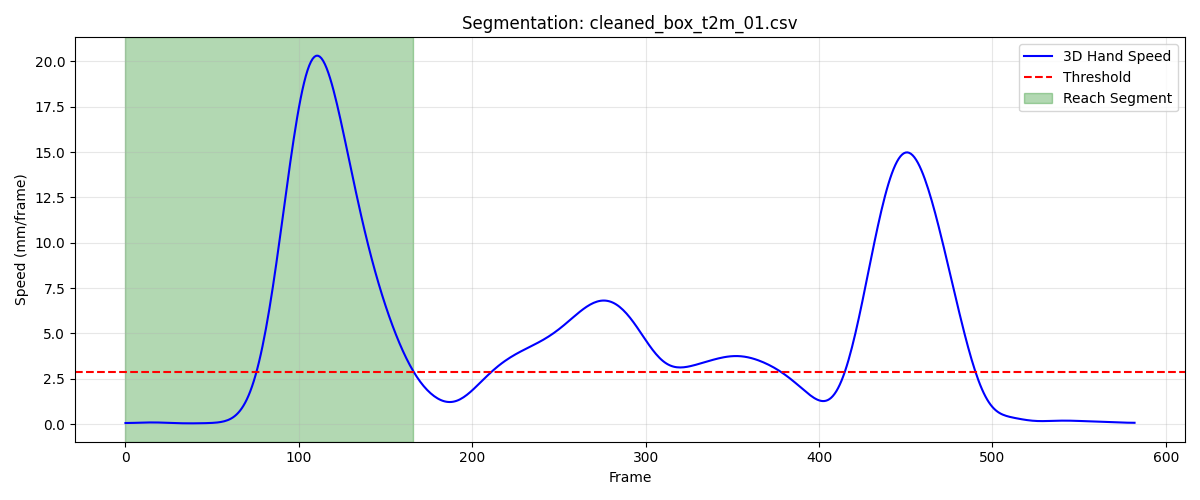 Segmentation: cleaned_box_t2m_01.csv
3D Hand Speed
Threshold
Reach Segment
Speed (mm/frame)
20.0
17.5
15.0
12.5
10.0
7.5
5.0
2.5
0.0
0 100 200 300 400 500 600
Frame